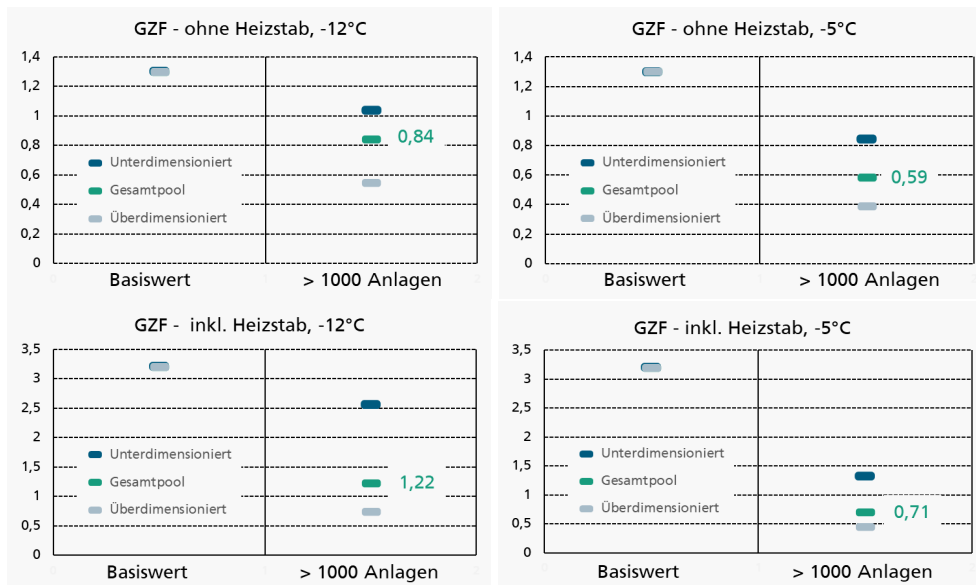 GZF - ohne Heizstab, -12°C
1,4
1,2
1
0,8
0,6
0,4
0,2
0
0,84
Unterdimensioniert
Gesamtpool
Überdimensioniert
Basiswert
> 1000 Anlagen
GZF - ohne Heizstab, -5°C
1,4
1,2
1
0,8
0,6
0,4
0,2
0
0,59
Unterdimensioniert
Gesamtpool
Überdimensioniert
Basiswert
> 1000 Anlagen
GZF - inkl. Heizstab, -12°C
3,5
3
2,5
2
1,5
1
0,5
0
Unterdimensioniert
Gesamtpool
Überdimensioniert
1,22
Basiswert
> 1000 Anlagen
GZF - inkl. Heizstab, -5°C
3,5
3
2,5
2
1,5
1
0,5
0
Unterdimensioniert
Gesamtpool
Überdimensioniert
0,71
Basiswert
> 1000 Anlagen